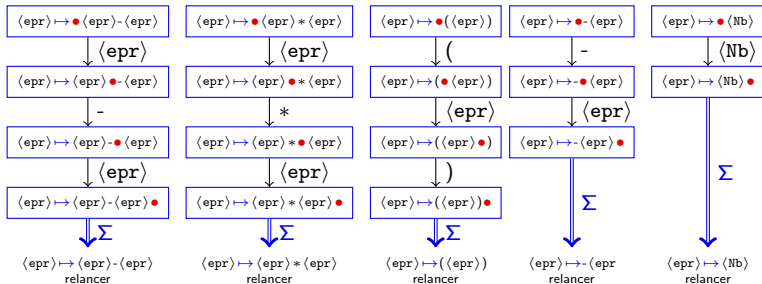 ⟨epr⟩↦●⟨epr⟩-⟨epr⟩ ⟨epr⟩↦●⟨epr⟩*⟨epr⟩ ⟨epr⟩↦●(⟨epr⟩) ⟨epr⟩↦●-⟨epr⟩ ⟨epr⟩↦●⟨Nb⟩
⟨epr⟩ ⟨epr⟩ ( - ⟨Nb⟩
⟨epr⟩↦⟨epr⟩●-⟨epr⟩ ⟨epr⟩↦⟨epr⟩●*⟨epr⟩ ⟨epr⟩↦(●⟨epr⟩) ⟨epr⟩↦-●⟨epr⟩ ⟨epr⟩↦⟨Nb⟩●
- * ⟨epr⟩ ⟨epr⟩
⟨epr⟩↦⟨epr⟩-●⟨epr⟩ ⟨epr⟩↦⟨epr⟩*●⟨epr⟩ ⟨epr⟩↦(⟨epr⟩●) ⟨epr⟩↦-⟨epr⟩●
⟨epr⟩ ⟨epr⟩ ) Σ Σ
⟨epr⟩↦⟨epr⟩-⟨epr⟩● ⟨epr⟩↦⟨epr⟩*⟨epr⟩● ⟨epr⟩↦(⟨epr⟩)●
Σ Σ Σ
⟨epr⟩↦⟨epr⟩-⟨epr⟩ ⟨epr⟩↦⟨epr⟩*⟨epr⟩ ⟨epr⟩↦(⟨epr⟩) ⟨epr⟩↦-⟨epr ⟨epr⟩↦⟨Nb⟩
relancer relancer relancer relancer relancer